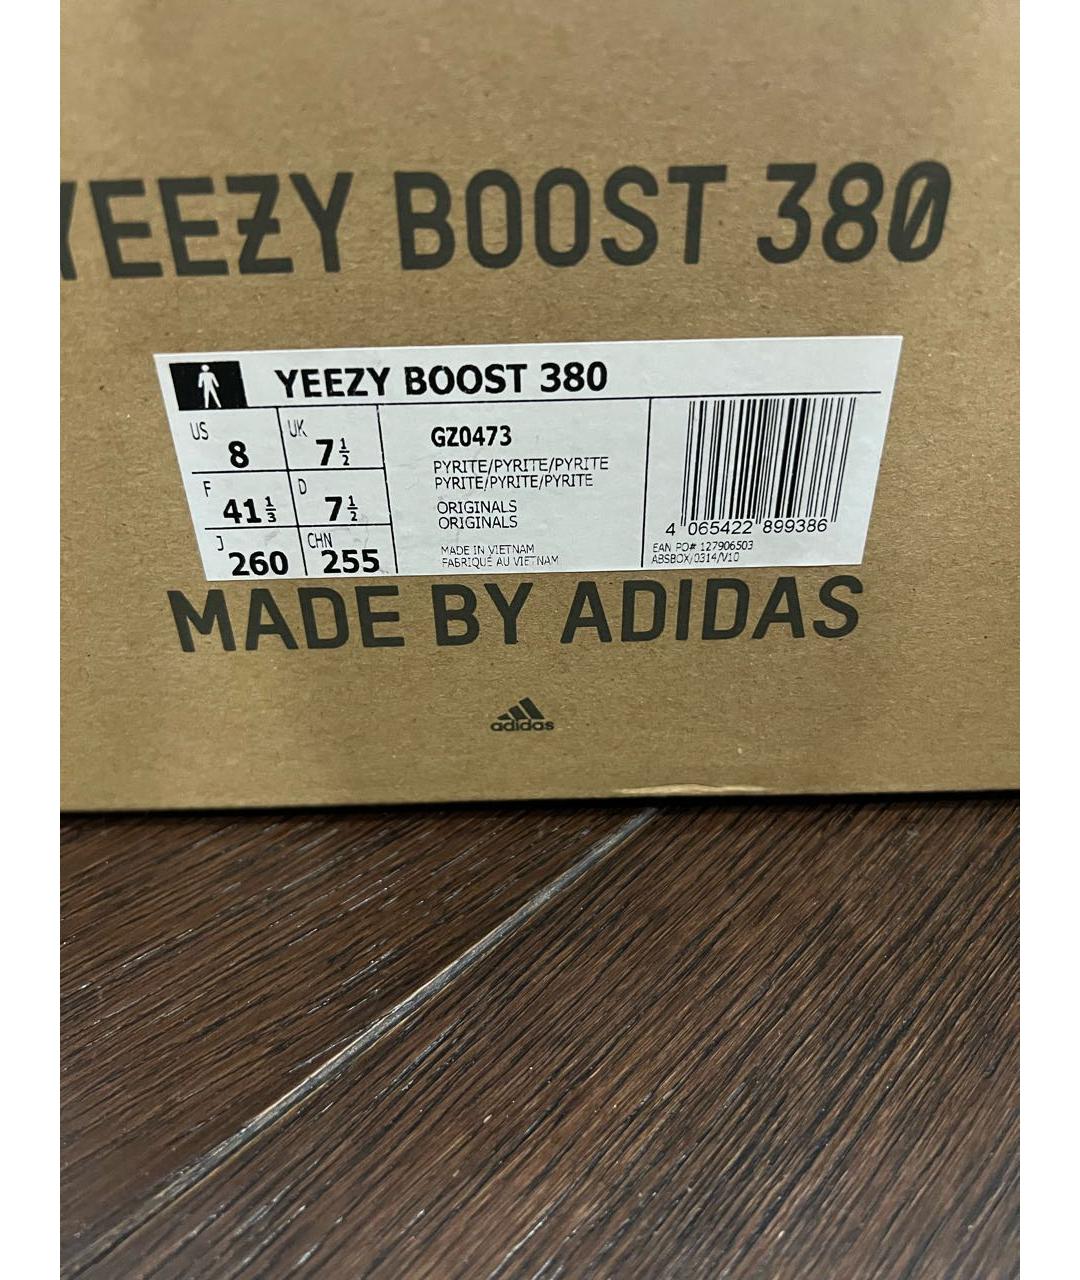 YEEZY BOOST 380
YEEZY BOOST 380
US 8 UK 7½
F 41⅓ D 7½
J 260 CHN 255
GZ0473
PYRITE/PYRITE/PYRITE
PYRITE/PYRITE/PYRITE
ORIGINALS
ORIGINALS
MADE IN VIETNAM
FABRIQUÉ AU VIETNAM
4 065422 899386
EAN PO# 127906503
ABSBOX/0314/V10
MADE BY ADIDAS
adidas